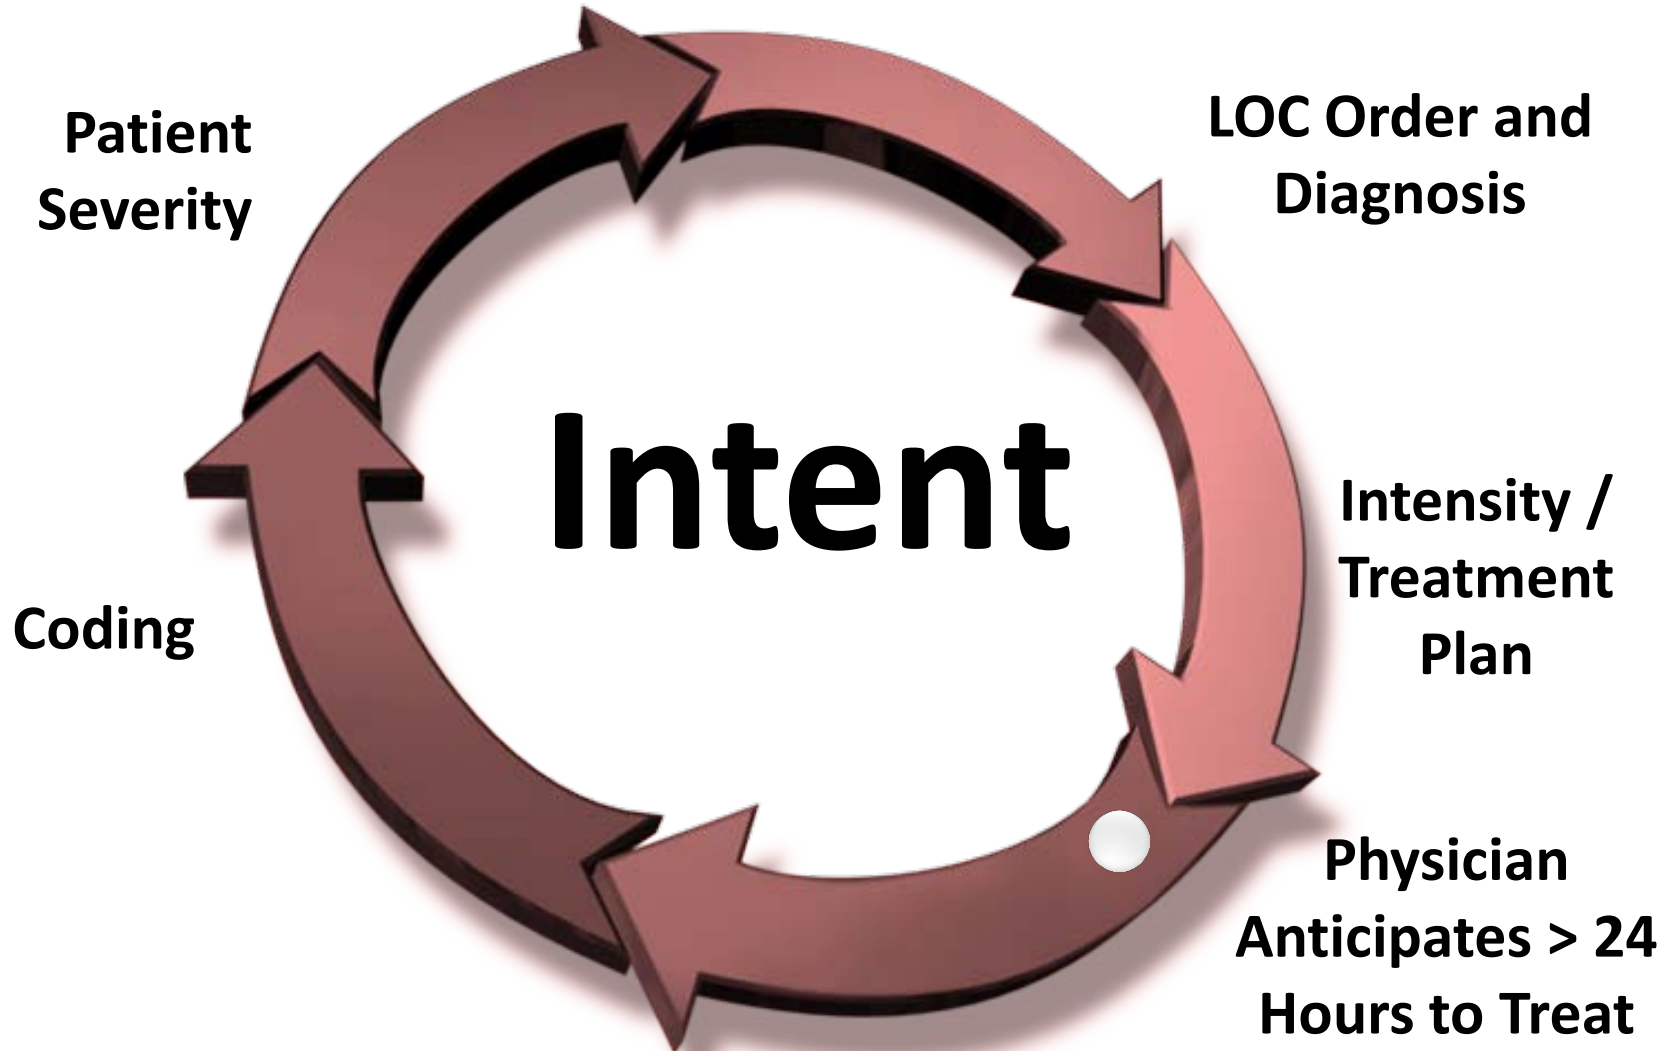 Patient
Severity
LOC Order and
Diagnosis
Intent
Intensity /
Treatment
Plan
Coding
Physician
Anticipates > 24
Hours to Treat